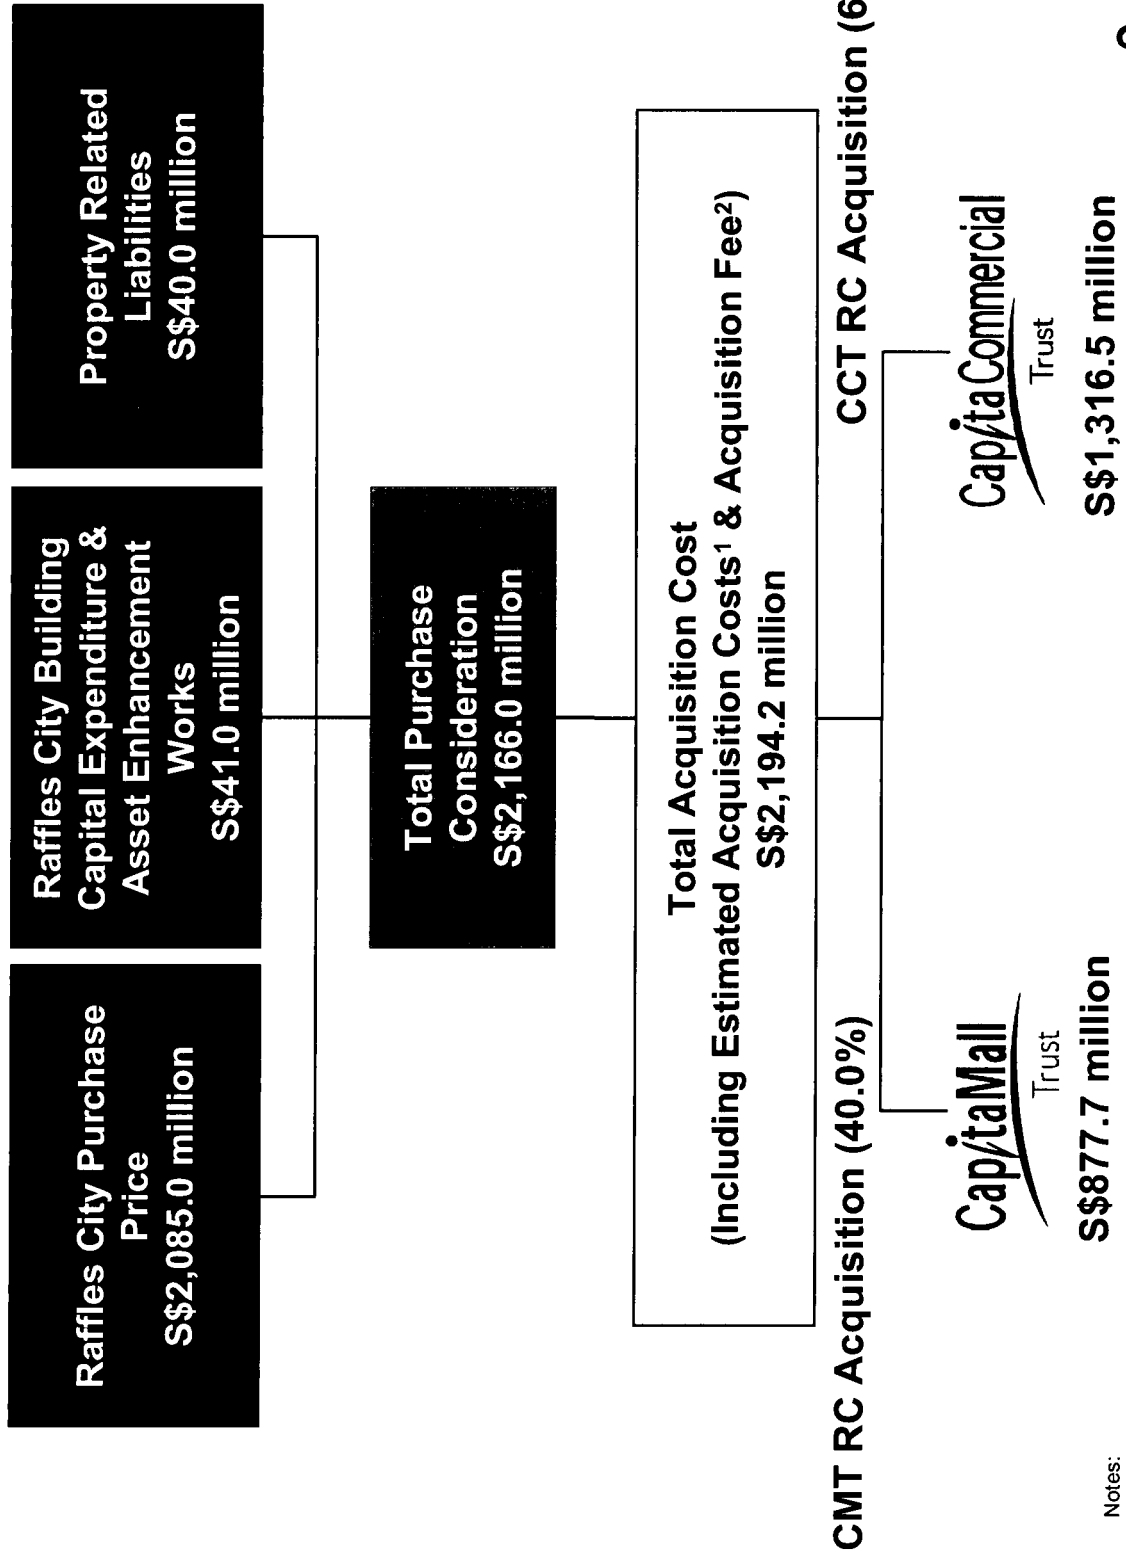 Raffles City Purchase
Price
S$2,085.0 million
Raffles City Building
Capital Expenditure &
Asset Enhancement
Works
S$41.0 million
Property Related
Liabilities
S$40.0 million
Total Purchase
Consideration
S$2,166.0 million
Total Acquisition Cost
(Including Estimated Acquisition Costs¹ & Acquisition Fee²)
S$2,194.2 million
CMT RC Acquisition (40.0%)
CCT RC Acquisition (6
CapitaMall
Trust
S$877.7 million
CapitaCommercial
Trust
S$1,316.5 million
Notes: